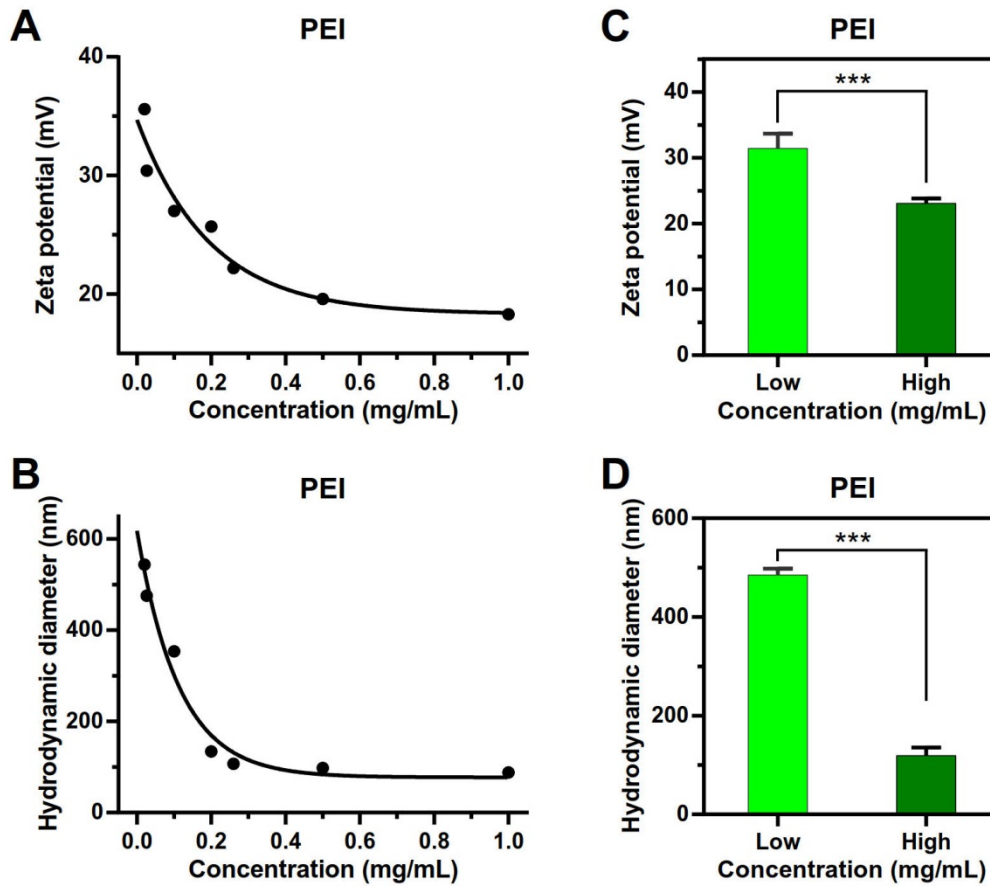 A
PEI
Zeta potential (mV)
40
30
20
0.0 0.2 0.4 0.6 0.8 1.0
Concentration (mg/mL)
C
PEI
Zeta potential (mV)
***
40
30
20
10
0
Low High
Concentration (mg/mL)
B
PEI
Hydrodynamic diameter (nm)
600
400
200
0
0.0 0.2 0.4 0.6 0.8 1.0
Concentration (mg/mL)
D
PEI
Hydrodynamic diameter (nm)
600
***
400
200
0
Low High
Concentration (mg/mL)